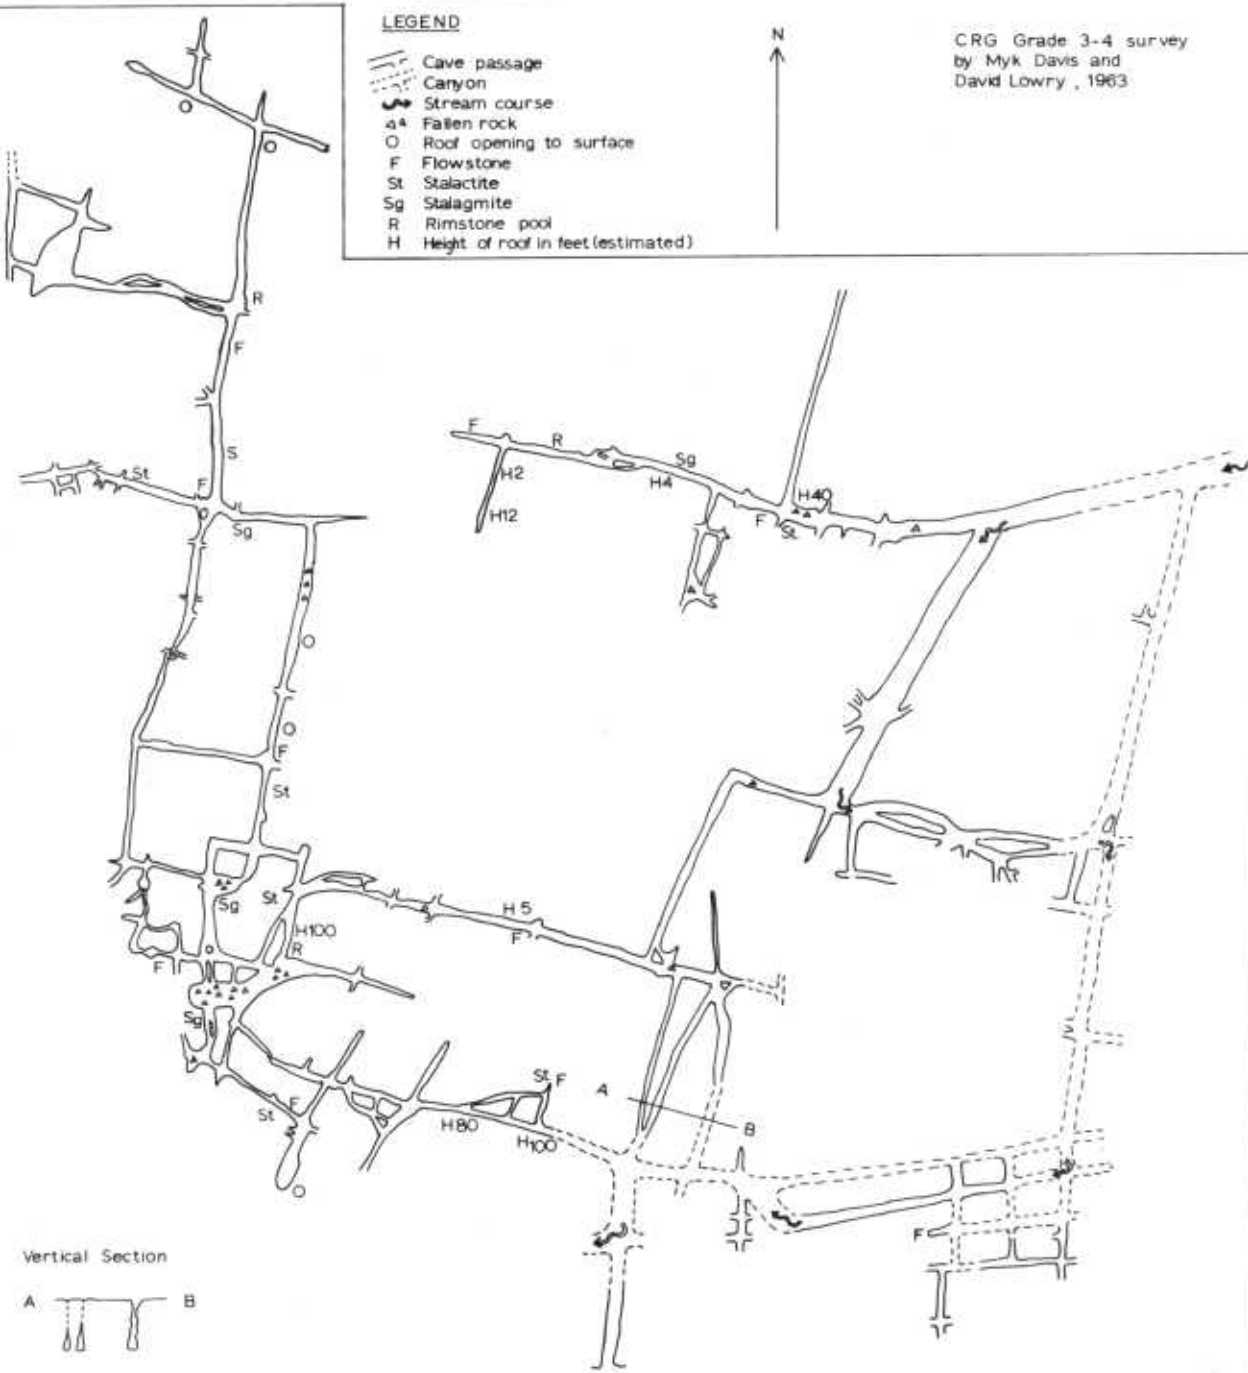 LEGEND
Cave passage
Canyon
Stream course
Fallen rock
O Roof opening to surface
F Flowstone
St Stalactite
Sg Stalagmite
R Rimstone pool
H Height of roof in feet (estimated)
N
CRG Grade 3-4 survey
by Myk Davis and
David Lowry, 1963
R
F
S
St
F
Sg
F
R
Sg
H2
H4
H12
H40
F
St
F
St
Sg
St
H100
R
H5
F
F
Sg
St
F
H80
St F
H100
A
B
F
Vertical Section
A B